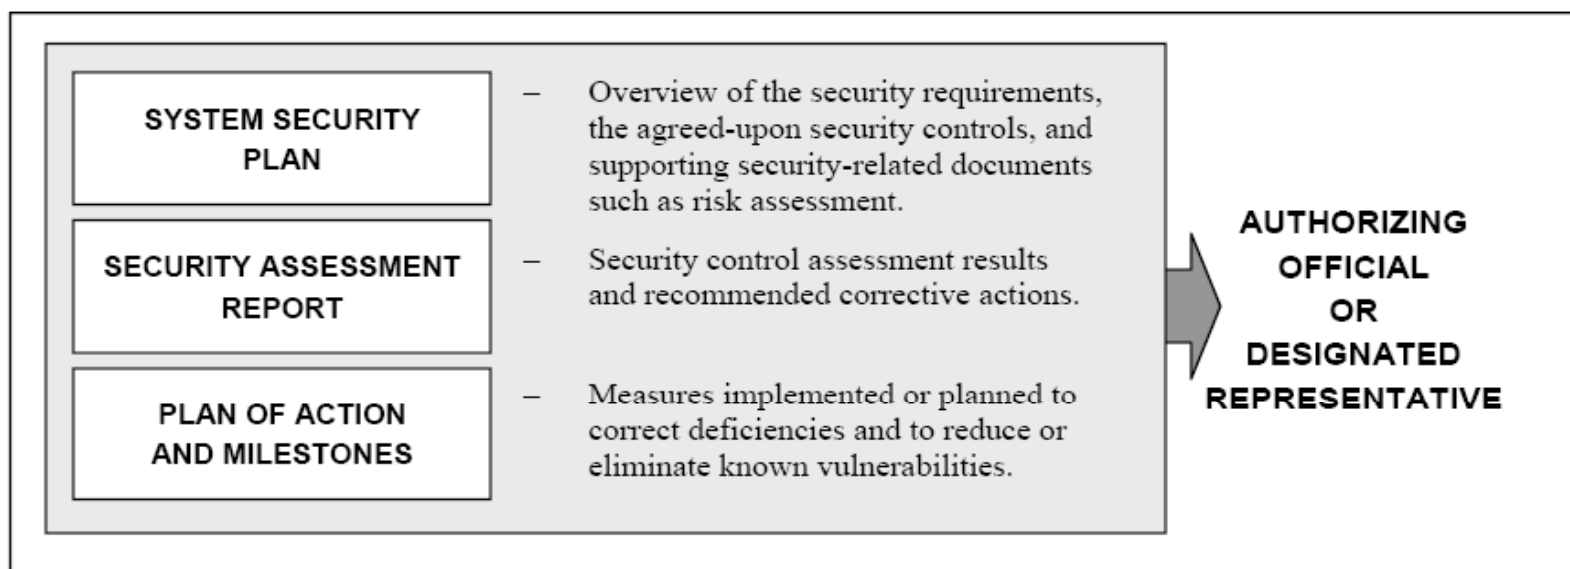 SYSTEM SECURITY
PLAN
– Overview of the security requirements,
the agreed-upon security controls, and
supporting security-related documents
such as risk assessment.
SECURITY ASSESSMENT
REPORT
– Security control assessment results
and recommended corrective actions.
PLAN OF ACTION
AND MILESTONES
– Measures implemented or planned to
correct deficiencies and to reduce or
eliminate known vulnerabilities.
AUTHORIZING
OFFICIAL
OR
DESIGNATED
REPRESENTATIVE